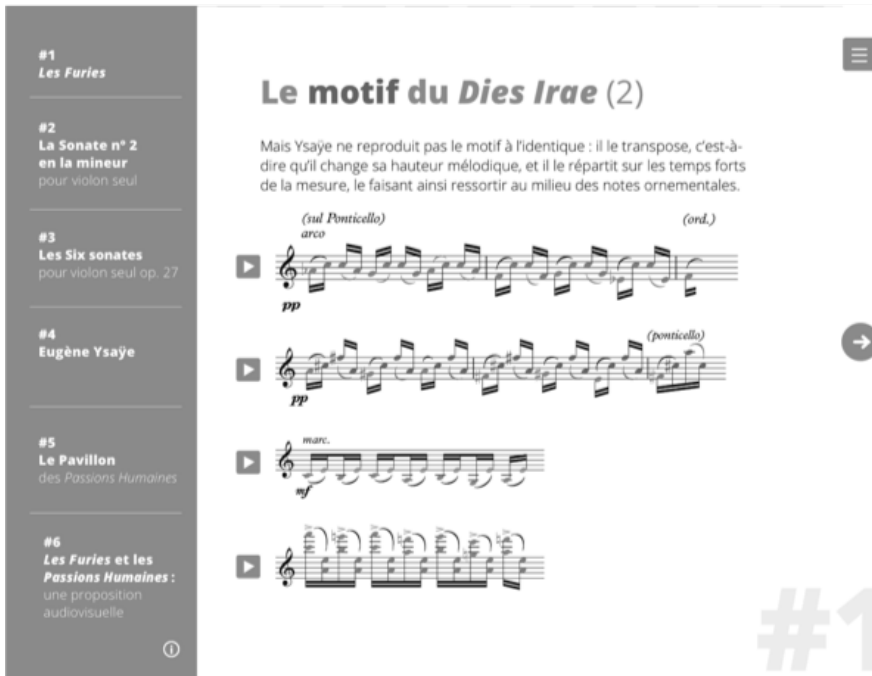 #1
Les Furies
#2
La Sonate nº 2
en la mineur
pour violon seul
#3
Les Six sonates
pour violon seul op. 27
#4
Eugène Ysaÿe
#5
Le Pavillon
des Passions Humaines
#6
Les Furies et les
Passions Humaines :
une proposition
audiovisuelle
Le motif du Dies Irae (2)
Mais Ysaÿe ne reproduit pas le motif à l’identique : il le transpose, c’est-à-
dire qu’il change sa hauteur mélodique, et il le répartit sur les temps forts
de la mesure, le faisant ainsi ressortir au milieu des notes ornementales.
(sul Ponticello)
(ord.)
arco
pp
(ponticello)
pp
marc.
mf
#1